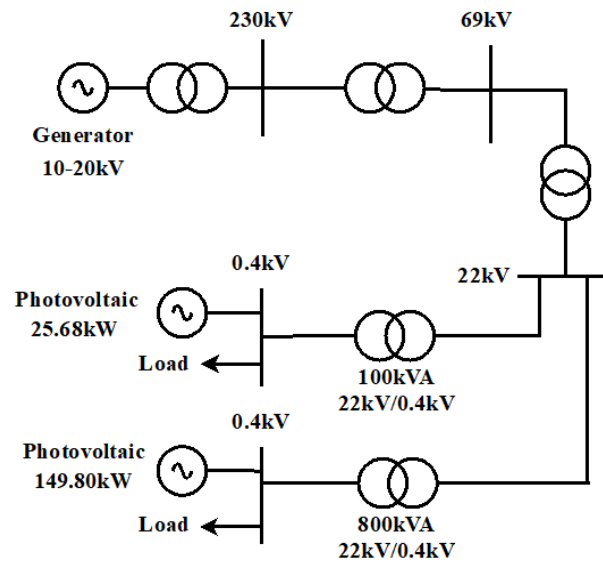 230kV
69kV
Generator
10-20kV
0.4kV
22kV
Photovoltaic
25.68kW
Load
100kVA
22kV/0.4kV
0.4kV
Photovoltaic
149.80kW
Load
800kVA
22kV/0.4kV